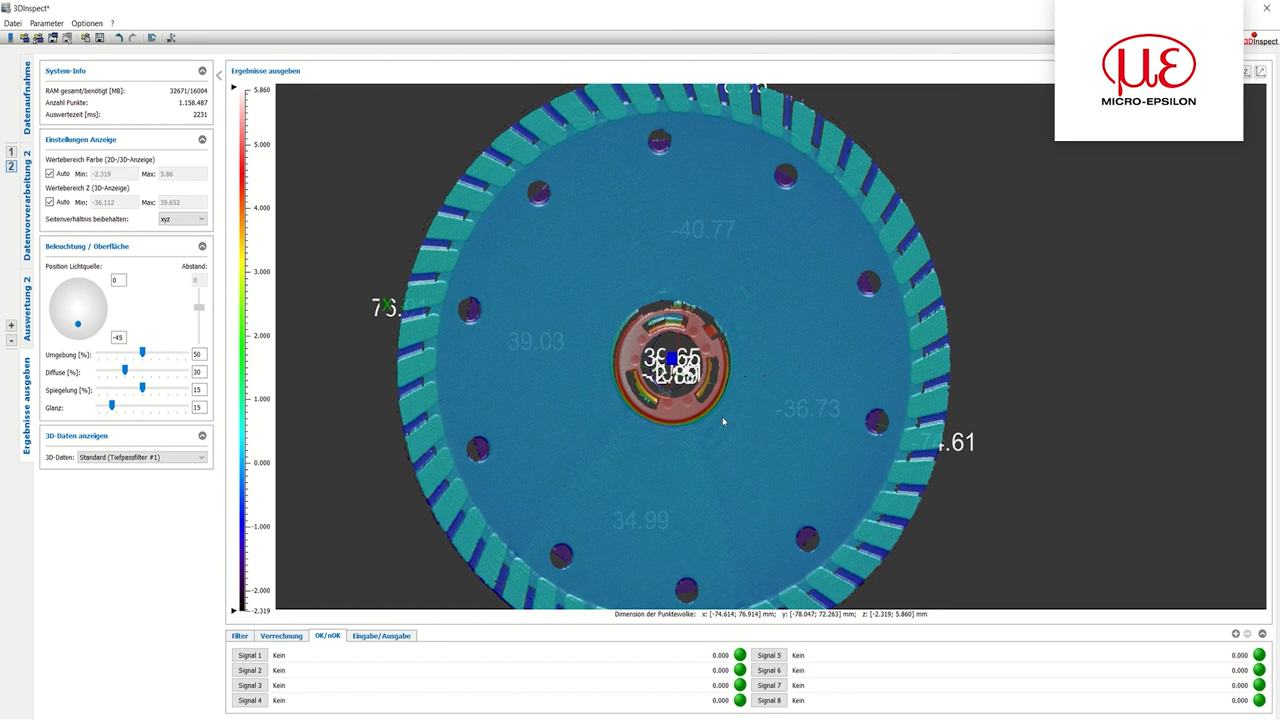 3DInspect*
Datei Parameter Optionen ?
3DInspect
με
MICRO-EPSILON
Datenaufnahme
Datenvorverarbeitung 2
Auswertung 2
Ergebnisse ausgeben
1
2
+
-
System-Info
RAM gesamt/benötigt [MB]: 32671/16004
Anzahl Punkte: 1.158.487
Auswertezeit [ms]: 2231
Einstellungen Anzeige
Wertebereich Farbe (2D-/3D-Anzeige)
Auto Min: -2.319 Max: 5.86
Wertebereich Z (3D-Anzeige)
Auto Min: -36.112 Max: 39.652
Seitenverhältnis beibehalten: xyz
Beleuchtung / Oberfläche
Position Lichtquelle: 0 Abstand: 0
-45
Umgebung [%]: 50
Diffuse [%]: 30
Spiegelung [%]: 15
Glanz: 15
3D-Daten anzeigen
3D-Daten: Standard (Tiefpassfilter #1)
Ergebnisse ausgeben
5.860
5.000
4.000
3.000
2.000
1.000
0.000
-1.000
-2.000
-2.319
-40.77
39.03
-36.73
34.99
Dimension der Punktewolke: x: [-74.614; 76.914] mm; y: [-78.047; 72.263] mm; z: [-2.319; 5.860] mm
Filter Verrechnung OK/nOK Eingabe/Ausgabe
Signal 1 Kein 0.000 Signal 5 Kein 0.000
Signal 2 Kein 0.000 Signal 6 Kein 0.000
Signal 3 Kein 0.000 Signal 7 Kein 0.000
Signal 4 Kein 0.000 Signal 8 Kein 0.000